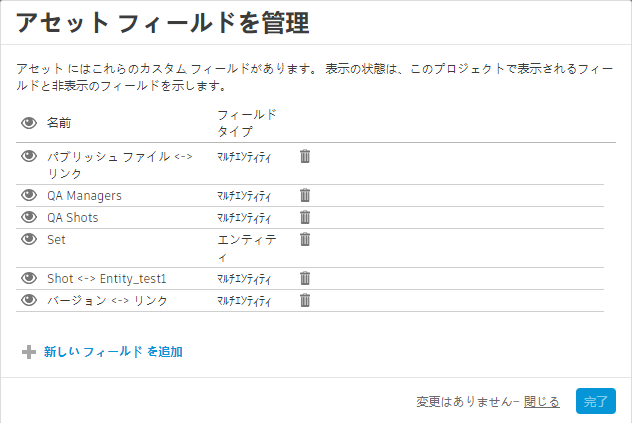 アセット フィールドを管理
アセット にはこれらのカスタム フィールドがあります。 表示の状態は、このプロジェクトで表示されるフィー
ルドと非表示のフィールドを示します。
名前 フィールド
タイプ
パブリッシュ ファイル <-> ﾏﾙﾁｴﾝﾃｨﾃｨ
リンク
QA Managers ﾏﾙﾁｴﾝﾃｨﾃｨ
QA Shots ﾏﾙﾁｴﾝﾃｨﾃｨ
Set エンティテ
ィ
Shot <-> Entity_test1 ﾏﾙﾁｴﾝﾃｨﾃｨ
バージョン <-> リンク ﾏﾙﾁｴﾝﾃｨﾃｨ
新しい フィールド を追加
変更はありません- 閉じる 完了